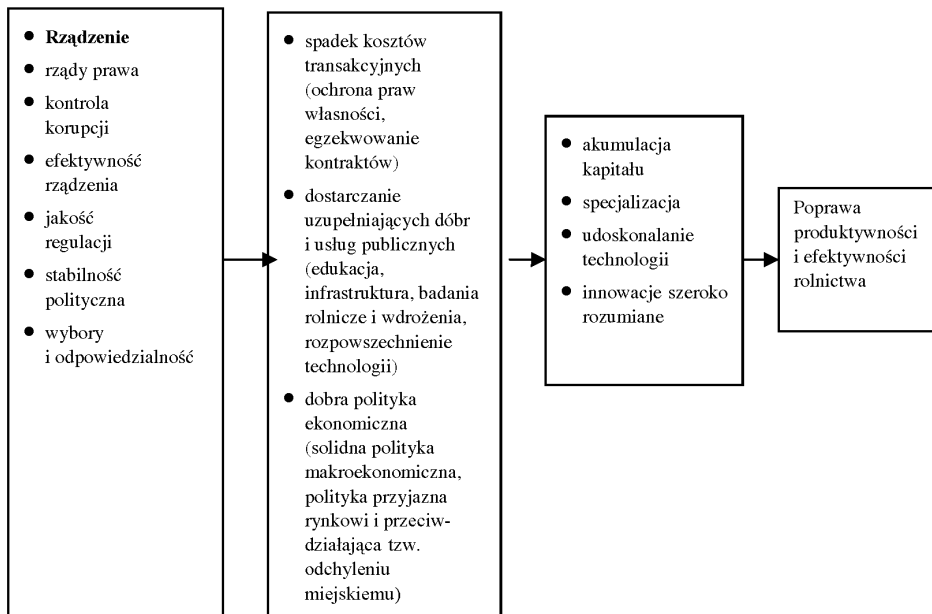 ● Rządzenie
● rządy prawa
● kontrola
korupcji
● efektywność
rządzenia
● jakość
regulacji
● stabilność
polityczna
● wybory
i odpowiedzialność
● spadek kosztów
transakcyjnych
(ochrona praw
własności,
egzekwowanie
kontraktów)
● dostarczanie
uzupełniających dóbr
i usług publicznych
(edukacja,
infrastruktura, badania
rolnicze i wdrożenia,
rozpowszechnienie
technologii)
● dobra polityka
ekonomiczna
(solidna polityka
makroekonomiczna,
polityka przyjazna
rynkowi i przeciw-
działająca tzw.
odchyleniu
miejskiemu)
● akumulacja
kapitału
● specjalizacja
● udoskonalanie
technologii
● innowacje szeroko
rozumiane
Poprawa
produktywności
i efektywności
rolnictwa